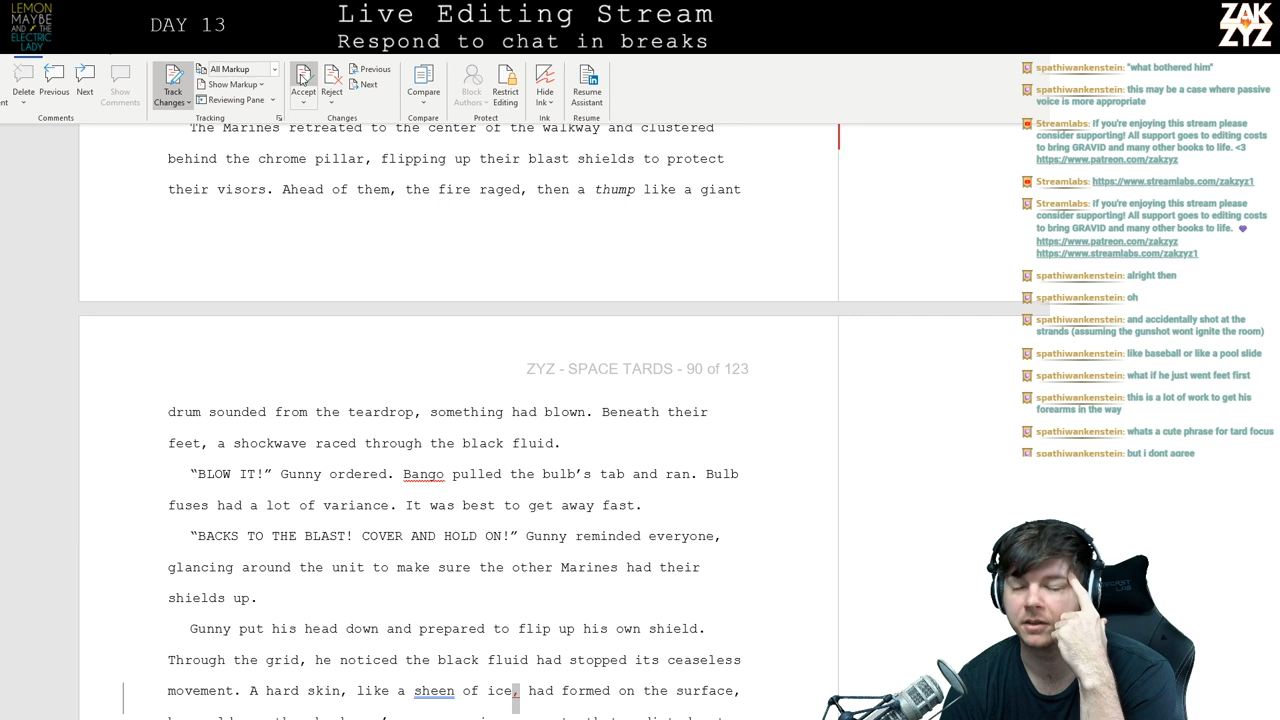 LEMON
MAYBE
AND THE
ELECTRIC
LADY
DAY 13
Live Editing Stream
Respond to chat in breaks
ZAK
ZYZ
Delete
Previous
Next
Show
Comments
Comments
Track
Changes
All Markup
Show Markup
Reviewing Pane
Tracking
Accept
Reject
Previous
Next
Changes
Compare
Compare
Block
Authors
Restrict
Editing
Protect
Hide
Ink
Ink
Resume
Assistant
Resume
The Marines retreated to the center of the walkway and clustered
behind the chrome pillar, flipping up their blast shields to protect
their visors. Ahead of them, the fire raged, then a thump like a giant
ZYZ - SPACE TARDS - 90 of 123
drum sounded from the teardrop, something had blown. Beneath their
feet, a shockwave raced through the black fluid.
“BLOW IT!” Gunny ordered. Bango pulled the bulb’s tab and ran. Bulb
fuses had a lot of variance. It was best to get away fast.
“BACKS TO THE BLAST! COVER AND HOLD ON!” Gunny reminded everyone,
glancing around the unit to make sure the other Marines had their
shields up.
Gunny put his head down and prepared to flip up his own shield.
Through the grid, he noticed the black fluid had stopped its ceaseless
movement. A hard skin, like a sheen of ice, had formed on the surface,
spathiwankenstein: "what bothered him"
spathiwankenstein: this may be a case where passive
voice is more appropriate
Streamlabs: If you're enjoying this stream please
consider supporting! All support goes to editing costs
to bring GRAVID and many other books to life. <3
https://www.patreon.com/zakzyz
Streamlabs: https://www.streamlabs.com/zakzyz1
Streamlabs: If you're enjoying this stream please
consider supporting! All support goes to editing costs
to bring GRAVID and many other books to life. 💜
https://www.patreon.com/zakzyz
https://www.streamlabs.com/zakzyz1
spathiwankenstein: alright then
spathiwankenstein: oh
spathiwankenstein: and accidentally shot at the
strands (assuming the gunshot wont ignite the room)
spathiwankenstein: like baseball or like a pool slide
spathiwankenstein: what if he just went feet first
spathiwankenstein: this is a lot of work to get his
forearms in the way
spathiwankenstein: whats a cute phrase for tard focus
spathiwankenstein: but i dont agree